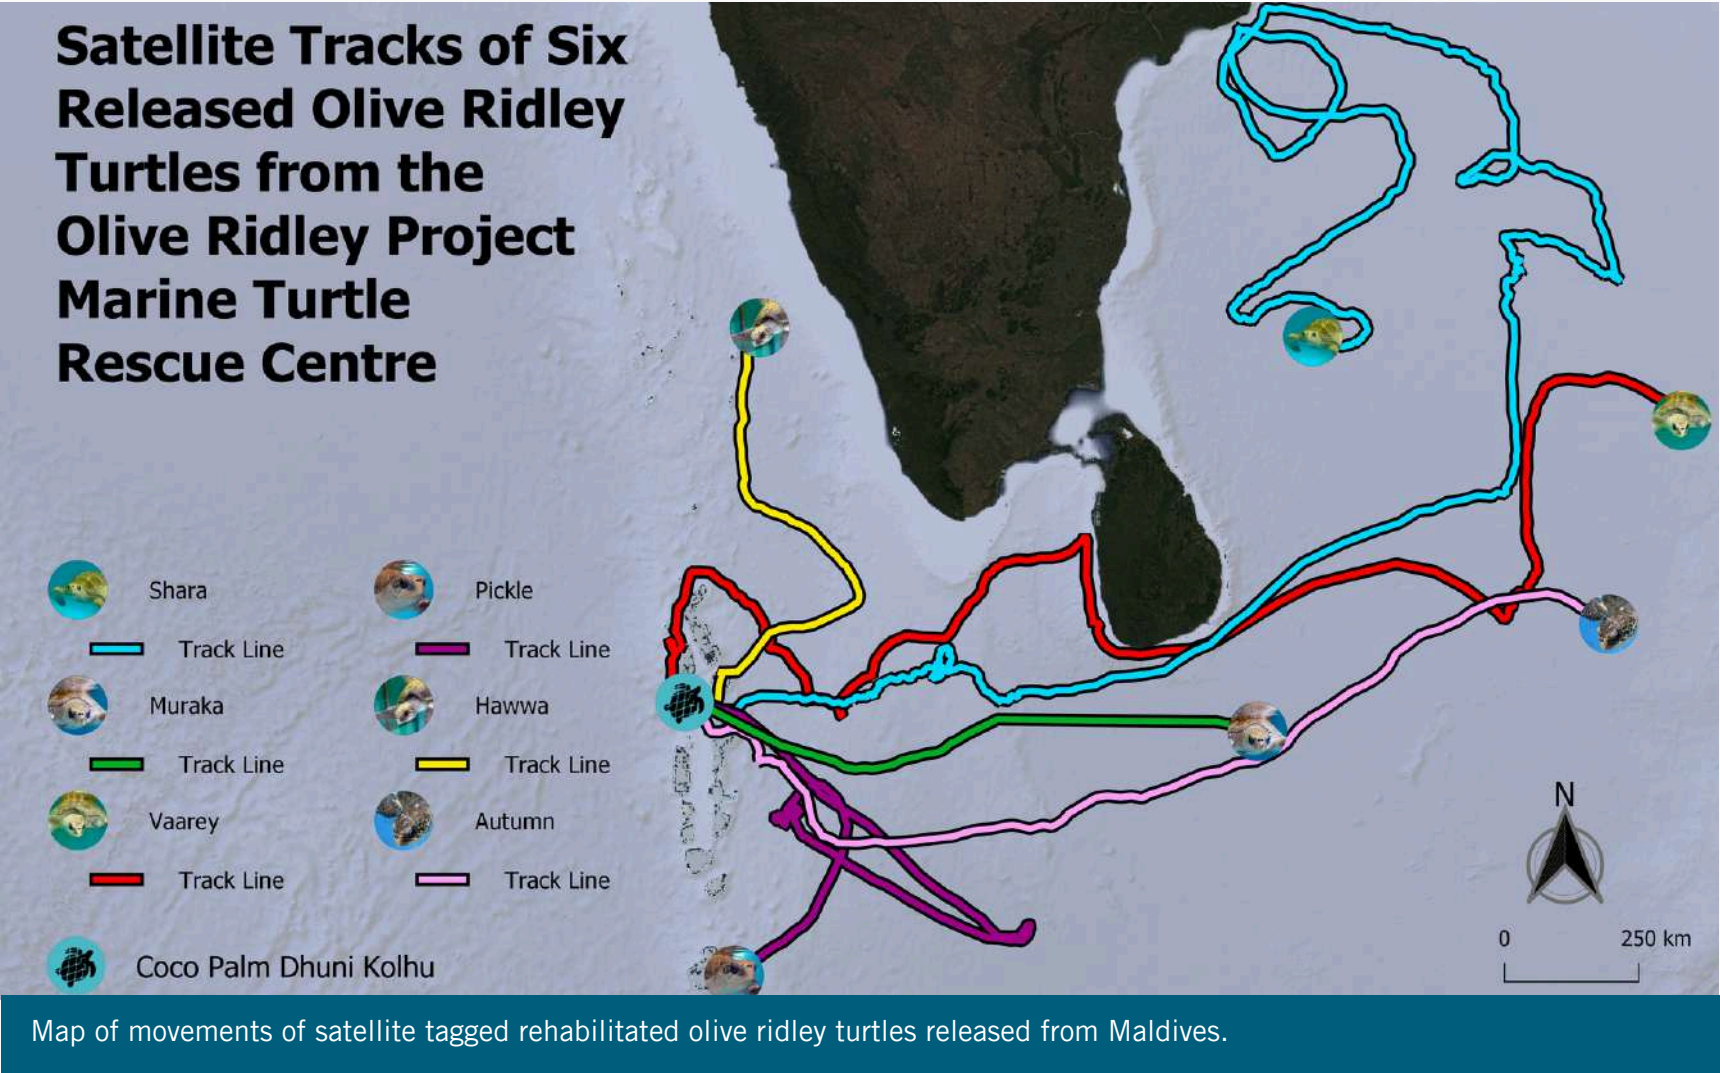 Satellite Tracks of Six
Released Olive Ridley
Turtles from the
Olive Ridley Project
Marine Turtle
Rescue Centre
Shara
Track Line
Muraka
Track Line
Vaarey
Track Line
Pickle
Track Line
Hawwa
Track Line
Autumn
Track Line
Coco Palm Dhuni Kolhu
N
0 250 km
Map of movements of satellite tagged rehabilitated olive ridley turtles released from Maldives.